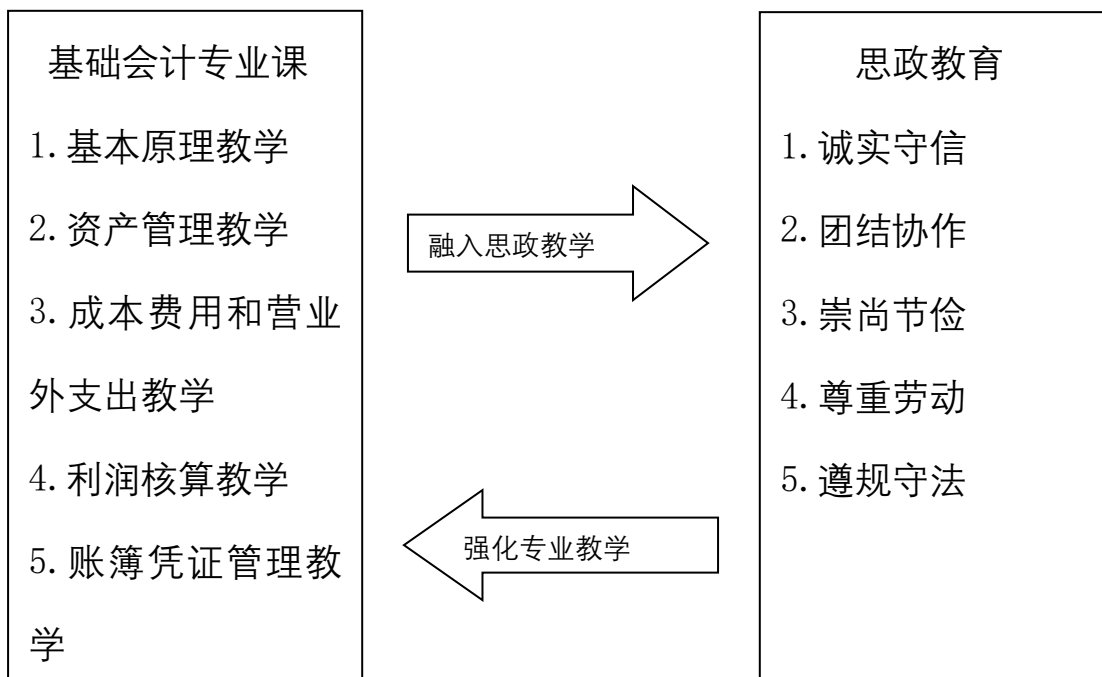 基础会计专业课
1.基本原理教学
2.资产管理教学
3.成本费用和营业
外支出教学
4.利润核算教学
5.账簿凭证管理教
学
融入思政教学
强化专业教学
思政教育
1.诚实守信
2.团结协作
3.崇尚节俭
4.尊重劳动
5.遵规守法